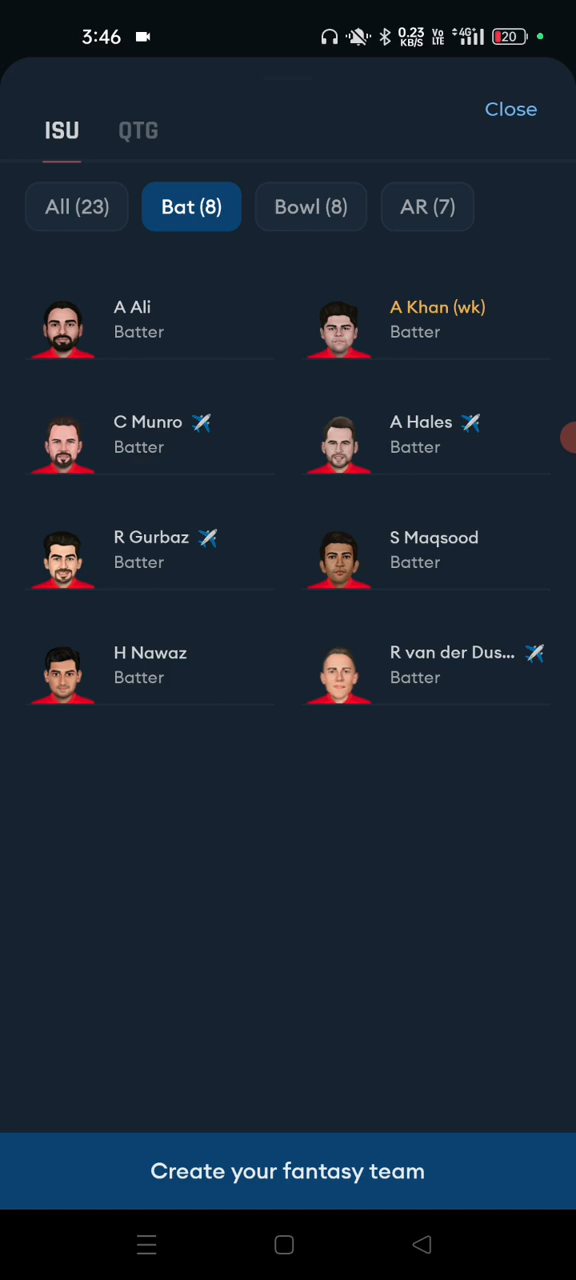 3:46 0.23 KB/S Vo LTE 4G+ 20
Close
ISU QTG
All (23) Bat (8) Bowl (8) AR (7)
A Ali
Batter
A Khan (wk)
Batter
C Munro
Batter
A Hales
Batter
R Gurbaz
Batter
S Maqsood
Batter
H Nawaz
Batter
R van der Dus...
Batter
Create your fantasy team